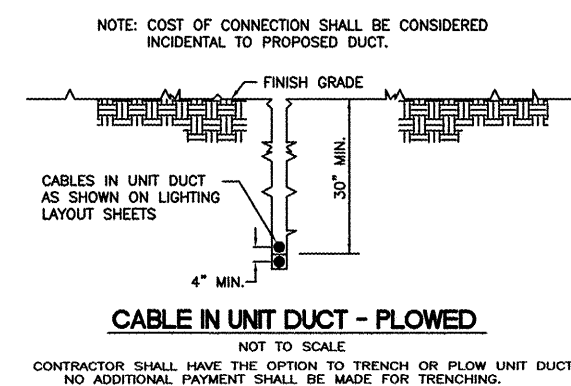 NOTE: COST OF CONNECTION SHALL BE CONSIDERED
INCIDENTAL TO PROPOSED DUCT.
FINISH GRADE
30" MIN.
CABLES IN UNIT DUCT
AS SHOWN ON LIGHTING
LAYOUT SHEETS
4" MIN.
CABLE IN UNIT DUCT - PLOWED
NOT TO SCALE
CONTRACTOR SHALL HAVE THE OPTION TO TRENCH OR PLOW UNIT DUCT
NO ADDITIONAL PAYMENT SHALL BE MADE FOR TRENCHING.